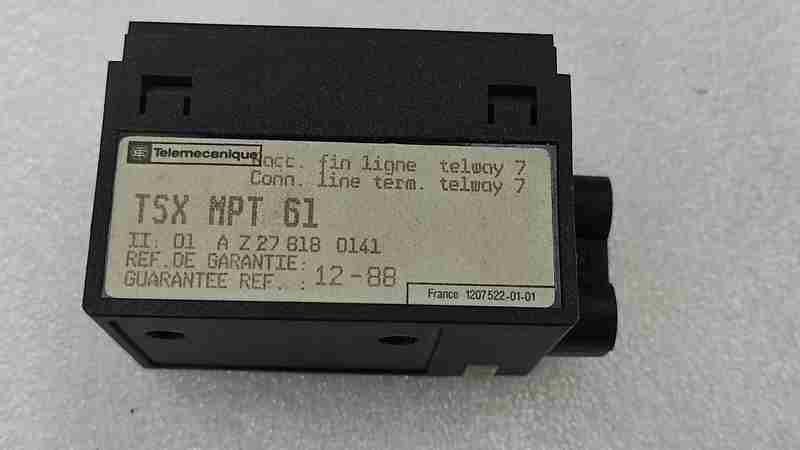 Telemecanique
Racc. fin ligne telway 7
Conn. line term. telway 7
TSX MPT 61
II: 01 A Z 27 818 0141
REF. DE GARANTIE:
GUARANTEE REF. . : 12-88
France 1207522-01-01